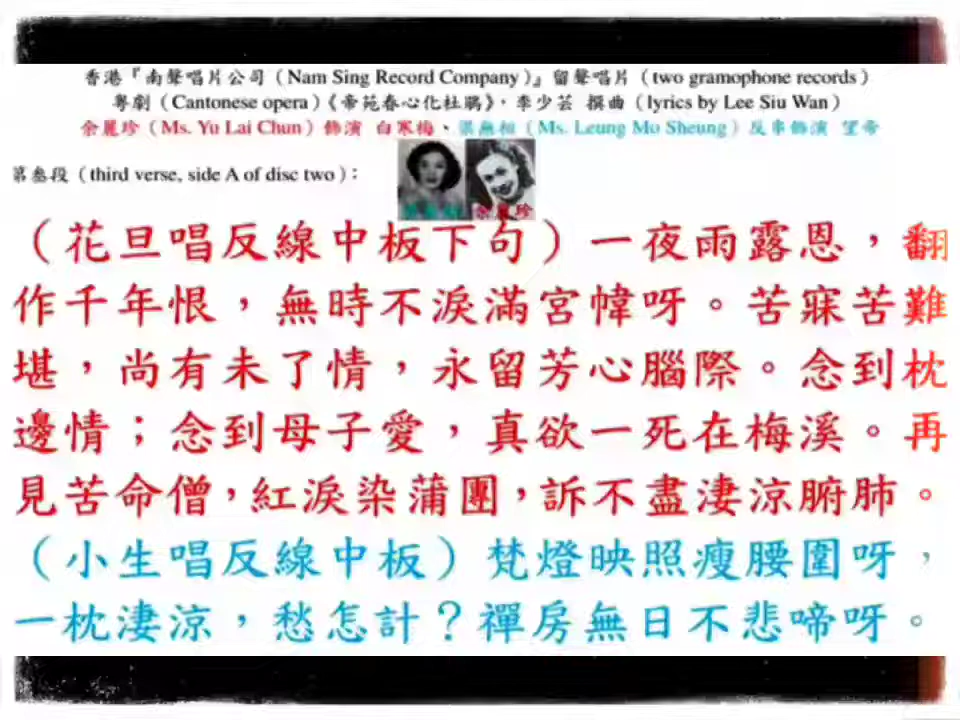 香港『南聲唱片公司（Nam Sing Record Company）』留聲唱片（two gramophone records）
粵劇（Cantonese opera）《帝苑春心化杜鵑》，李少芸 撰曲（lyrics by Lee Siu Wan）
余麗珍（Ms. Yu Lai Chun）飾演 白寒梅、梁無相（Ms. Leung Mo Sheung）反串飾演 望帝
第叁段（third verse, side A of disc two）：
余麗珍
（花旦唱反線中板下句）一夜雨露恩，翻
作千年恨，無時不淚滿宮幃呀。苦寐苦難
堪，尚有未了情，永留芳心腦際。念到枕
邊情；念到母子愛，真欲一死在梅溪。再
見苦命僧，紅淚染蒲團，訴不盡淒涼腑肺。
（小生唱反線中板）梵燈映照瘦腰圍呀，
一枕淒涼，愁怎計？禪房無日不悲啼呀。